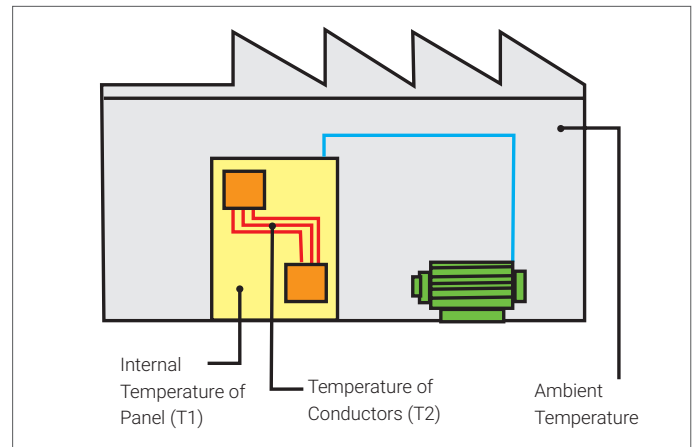 Internal
Temperature of
Panel (T1)
Temperature of
Conductors (T2)
Ambient
Temperature